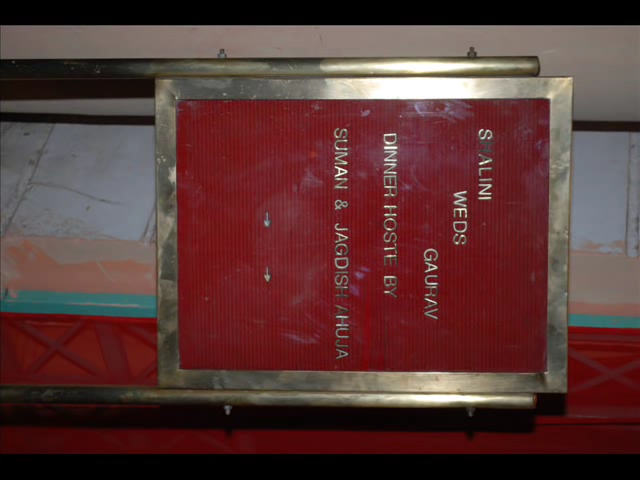 SHALINI
WEDS
GAURAV
DINNER HOSTE BY
SUMAN & JAGDISH AHUJA